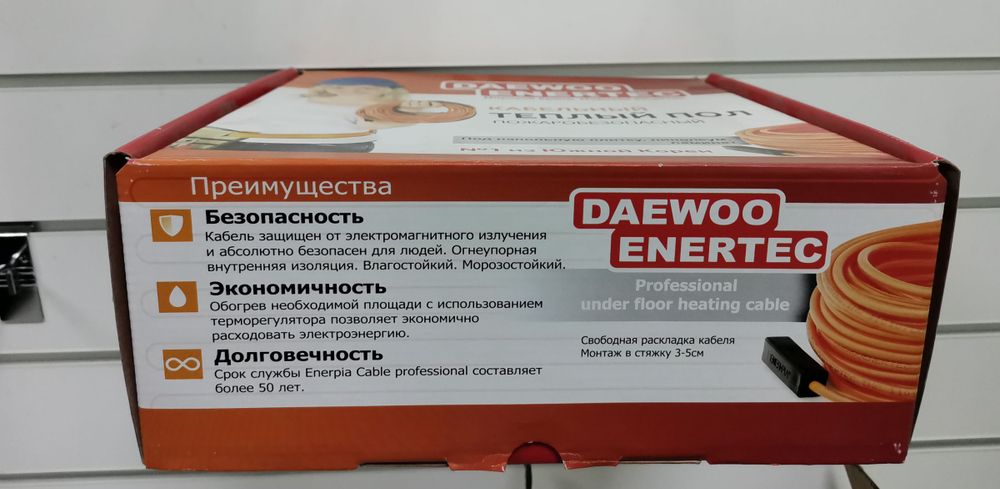 DAEWOO
ENERTEC
КАБЕЛЬНЫЙ
ТЕПЛЫЙ ПОЛ
ПОЖАРОБЕЗОПАСНЫЙ
№1 из Южной Кореи
Преимущества
Безопасность
Кабель защищен от электромагнитного излучения
и абсолютно безопасен для людей. Огнеупорная
внутренняя изоляция. Влагостойкий. Морозостойкий.
Экономичность
Обогрев необходимой площади с использованием
терморегулятора позволяет экономично
расходовать электроэнергию.
Долговечность
Срок службы Enerpia Cable professional составляет
более 50 лет.
DAEWOO
ENERTEC
Professional
under floor heating cable
Свободная раскладка кабеля
Монтаж в стяжку 3-5см